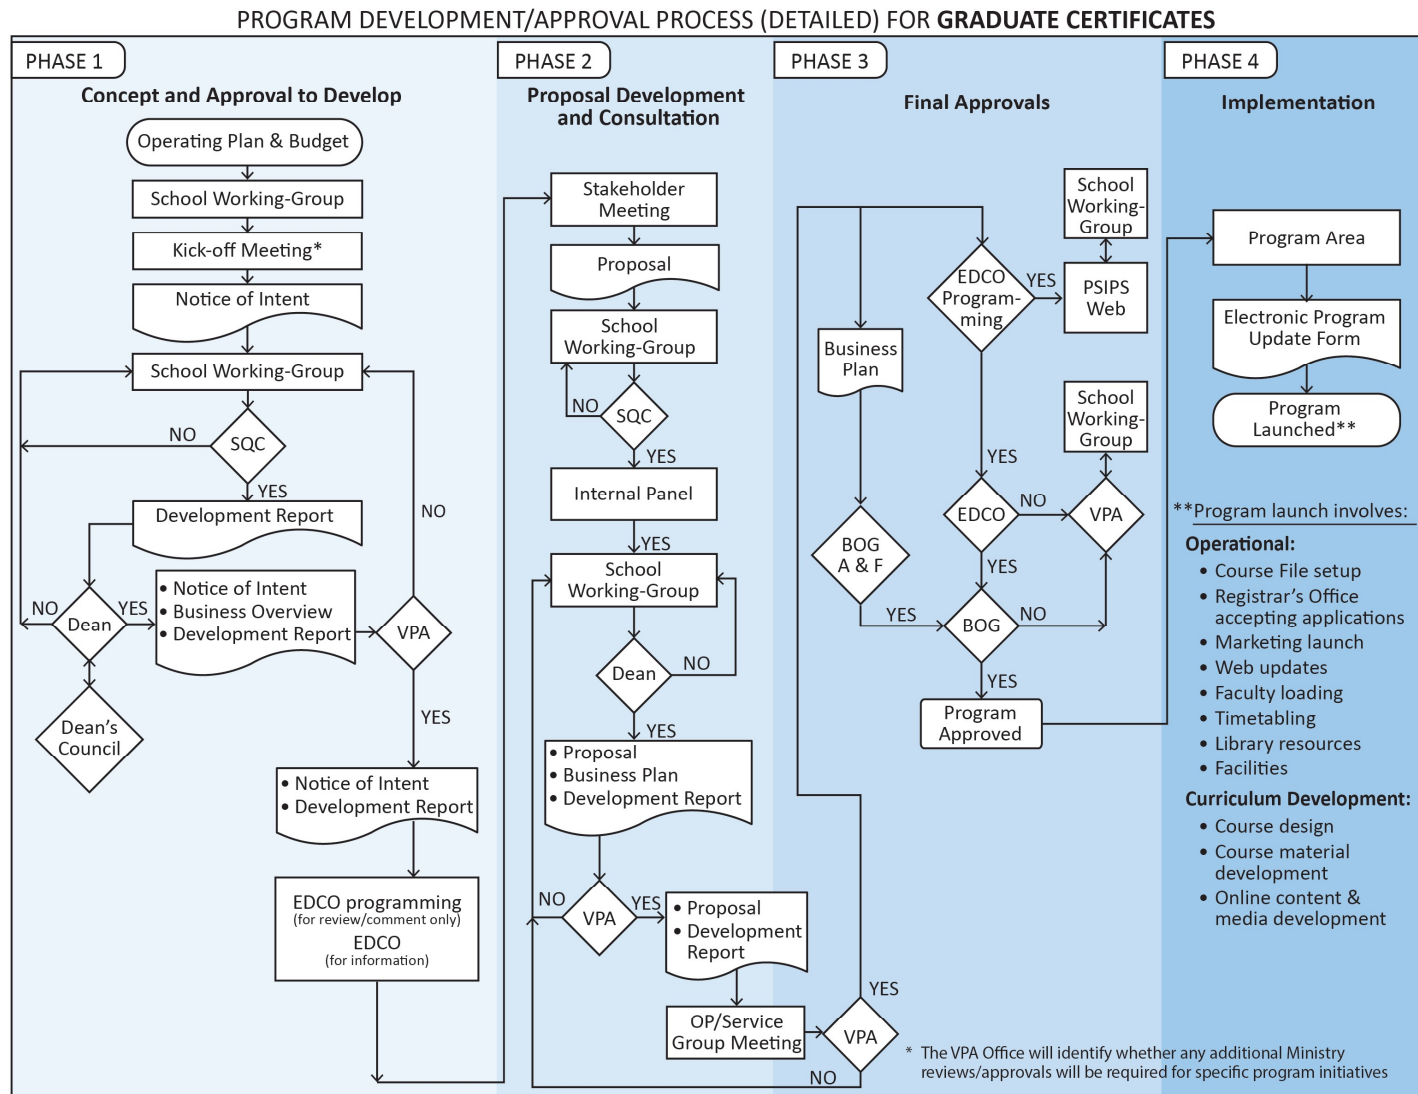 PROGRAM DEVELOPMENT/APPROVAL PROCESS (DETAILED) FOR GRADUATE CERTIFICATES
PHASE 1
Concept and Approval to Develop
Operating Plan & Budget
School Working-Group
Kick-off Meeting*
Notice of Intent
School Working-Group
NO
SQC
YES
Development Report
NO
NO
Dean
YES
• Notice of Intent
• Business Overview
• Development Report
VPA
Dean's
Council
YES
• Notice of Intent
• Development Report
EDCO programming
(for review/comment only)
EDCO
(for information)
PHASE 2
Proposal Development
and Consultation
Stakeholder
Meeting
Proposal
School
Working-Group
NO
SQC
YES
Internal Panel
YES
School
Working-Group
Dean
NO
YES
• Proposal
• Business Plan
• Development Report
NO
VPA
YES
• Proposal
• Development
Report
OP/Service
Group Meeting
PHASE 3
Final Approvals
School
Working-
Group
EDCO
Program-
ming
YES
PSIPS
Web
Business
Plan
School
Working-
Group
YES
EDCO
NO
VPA
BOG
A & F
YES
YES
BOG
NO
YES
Program
Approved
YES
VPA
NO
* The VPA Office will identify whether any additional Ministry
reviews/approvals will be required for specific program initiatives
PHASE 4
Implementation
Program Area
Electronic Program
Update Form
Program
Launched**
**Program launch involves:
Operational:
• Course File setup
• Registrar's Office
accepting applications
• Marketing launch
• Web updates
• Faculty loading
• Timetabling
• Library resources
• Facilities
Curriculum Development:
• Course design
• Course material
development
• Online content &
media development